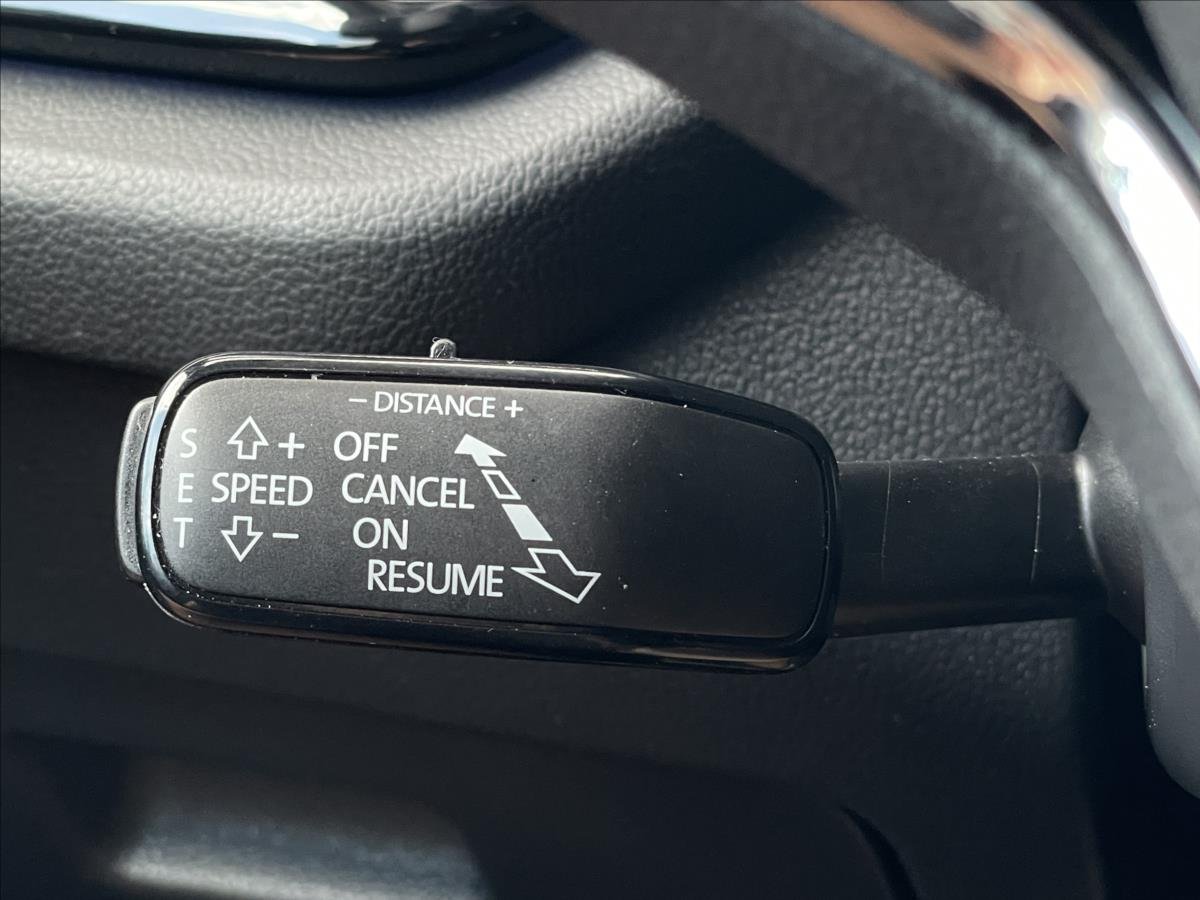 − DISTANCE +
S + OFF
E SPEED CANCEL
T − ON
RESUME